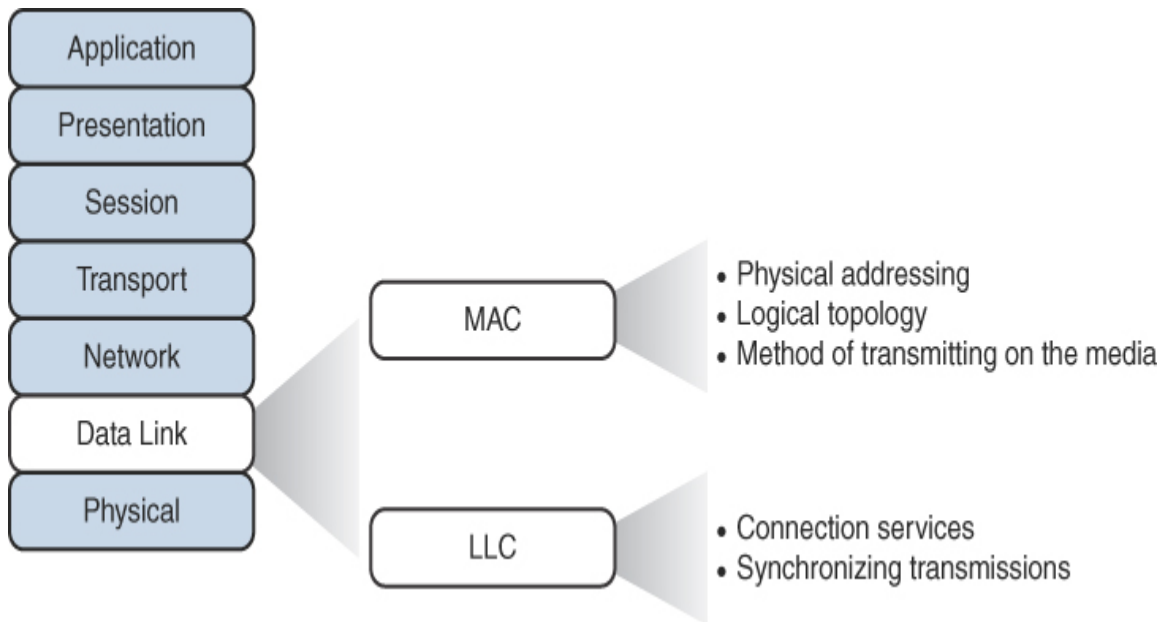 Application
Presentation
Session
Transport
Network
Data Link
Physical
MAC
• Physical addressing
• Logical topology
• Method of transmitting on the media
LLC
• Connection services
• Synchronizing transmissions